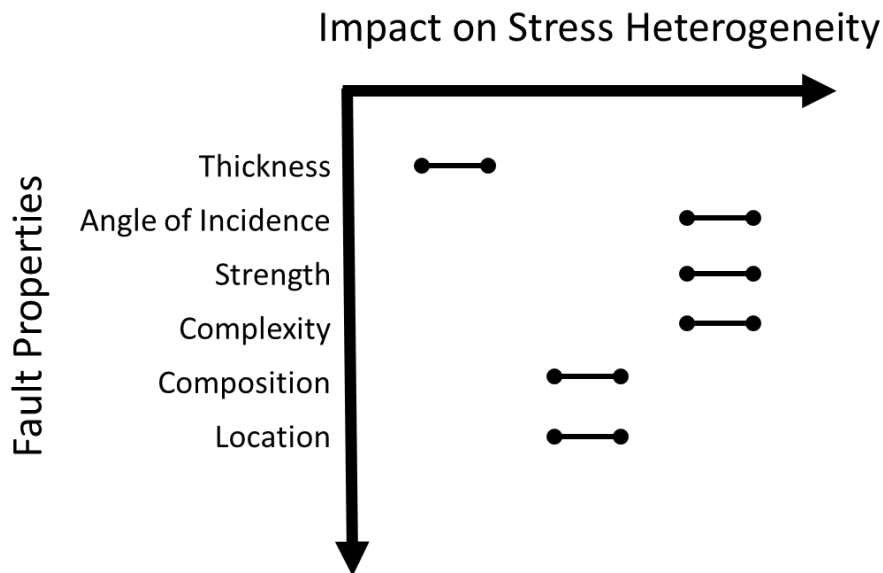 Impact on Stress Heterogeneity
Fault Properties
Thickness
Angle of Incidence
Strength
Complexity
Composition
Location